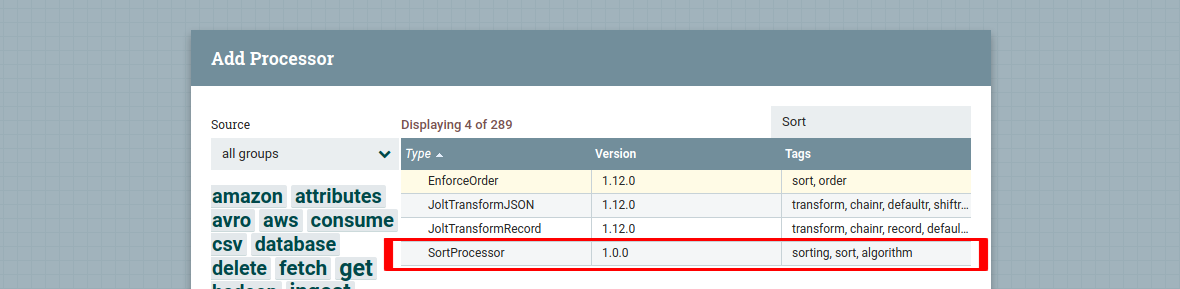 Add Processor
Source
Displaying 4 of 289
Sort
all groups
Type Version Tags
EnforceOrder 1.12.0 sort, order
JoltTransformJSON 1.12.0 transform, chainr, defaultr, shiftr...
JoltTransformRecord 1.12.0 transform, chainr, record, defaul...
SortProcessor 1.0.0 sorting, sort, algorithm
amazon attributes
avro aws consume
csv database
delete fetch get
hadoop ingest